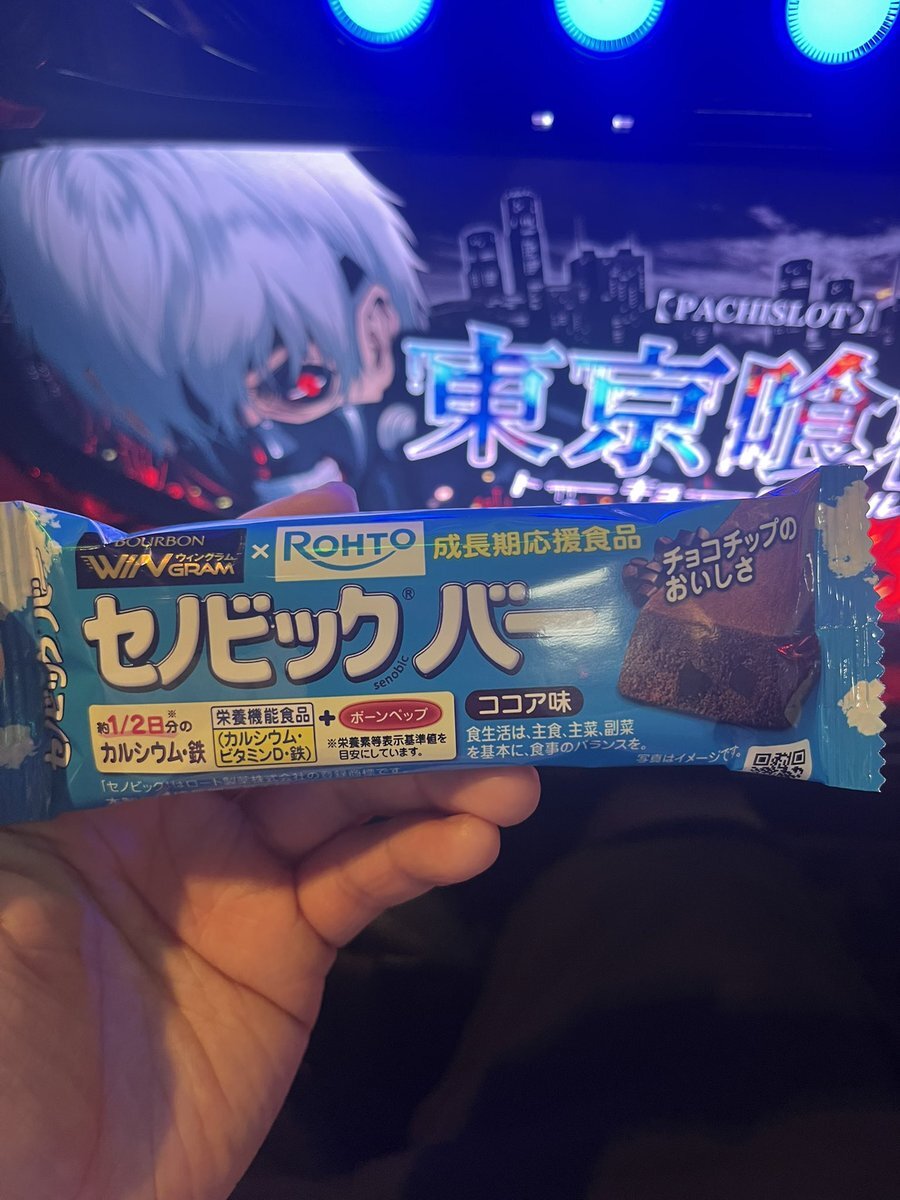 【PACHISLOT】
東京喰
BOURBON
ウィングラム
WINGRAM
×
ROHTO
成長期応援食品
チョコチップの
おいしさ
セノビック®バー
senobic
ココア味
約1/2日分※の
カルシウム・鉄
栄養機能食品
(カルシウム・
ビタミンD・鉄)
+
ボーンペップ
※栄養素等表示基準値を
目安にしています。
食生活は、主食、主菜、副菜
を基本に、食事のバランスを。
写真はイメージです。
「セノビック」はロート製薬株式会社の登録商標です